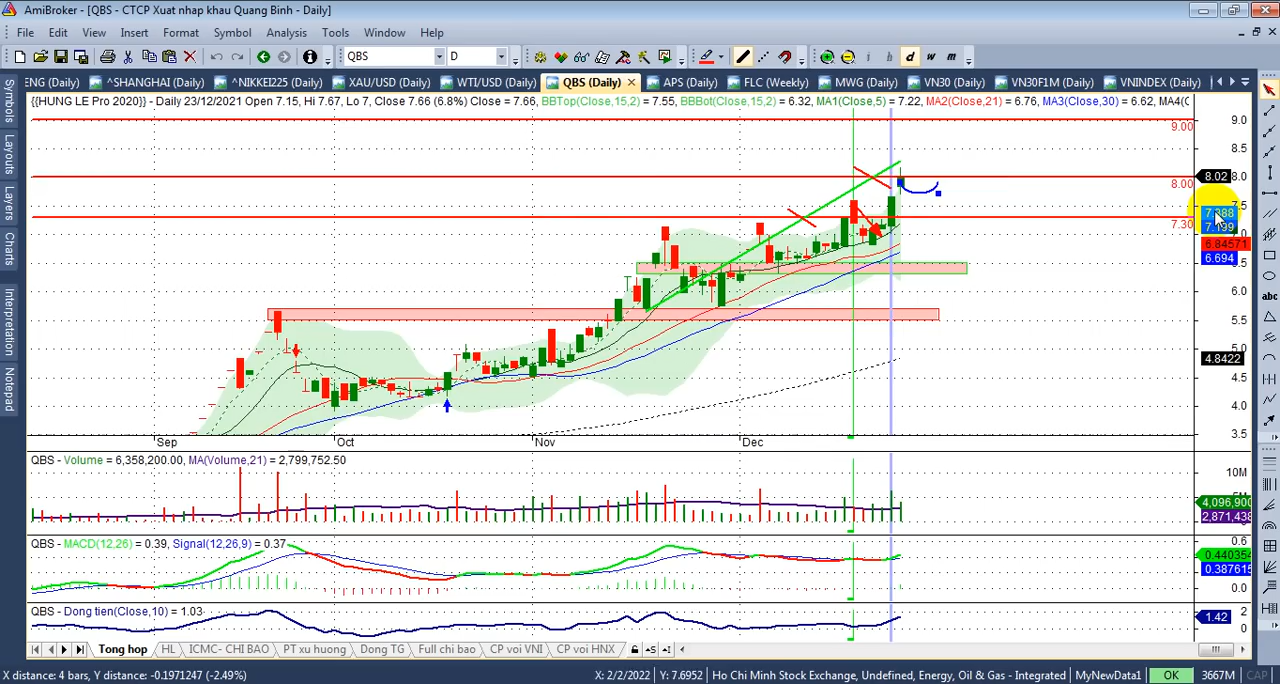 AmiBroker - [QBS - CTCP Xuat nhap khau Quang Binh - Daily]
File Edit View Insert Format Symbol Analysis Tools Window Help
QBS D i h d w m
ENG (Daily) ^SHANGHAI (Daily) ^NIKKEI225 (Daily) XAU/USD (Daily) WTI/USD (Daily) QBS (Daily) APS (Daily) FLC (Weekly) MWG (Daily) VN30 (Daily) VN30F1M (Daily) VNINDEX (Daily)
{{HUNG LE Pro 2020}} - Daily 23/12/2021 Open 7.15, Hi 7.67, Lo 7, Close 7.66 (6.8%) Close = 7.66, BBTop(Close,15,2) = 7.55, BBBot(Close,15,2) = 6.32, MA1(Close,5) = 7.22, MA2(Close,21) = 6.76, MA3(Close,30) = 6.62, MA4(C
Symbols
Layouts
Layers
Charts
Interpretation
Notepad
9.0
9.00
8.5
8.02
8.0
8.00
7.5
7.30
6.84571
6.694
6.0
5.5
5.0
4.8422
4.5
4.0
3.5
abc
Sep Oct Nov Dec
QBS - Volume = 6,358,200.00, MA(Volume,21) = 2,799,752.50
10M
4,096,900
2,871,438
QBS - MACD(12,26) = 0.39, Signal(12,26,9) = 0.37
0.6
0.440354
0.387615
0.0
QBS - Dong tien(Close,10) = 1.03
2
1.42
0
Tong hop HL ICMC- CHI BAO PT xu huong Dong TG Full chi bao CP voi VNI CP voi HNX
X distance: 4 bars, Y distance: -0.1971247 (-2.49%) X: 2/2/2022 Y: 7.6952 Ho Chi Minh Stock Exchange, Undefined, Energy, Oil & Gas - Integrated MyNewData1 OK 3667M CAP